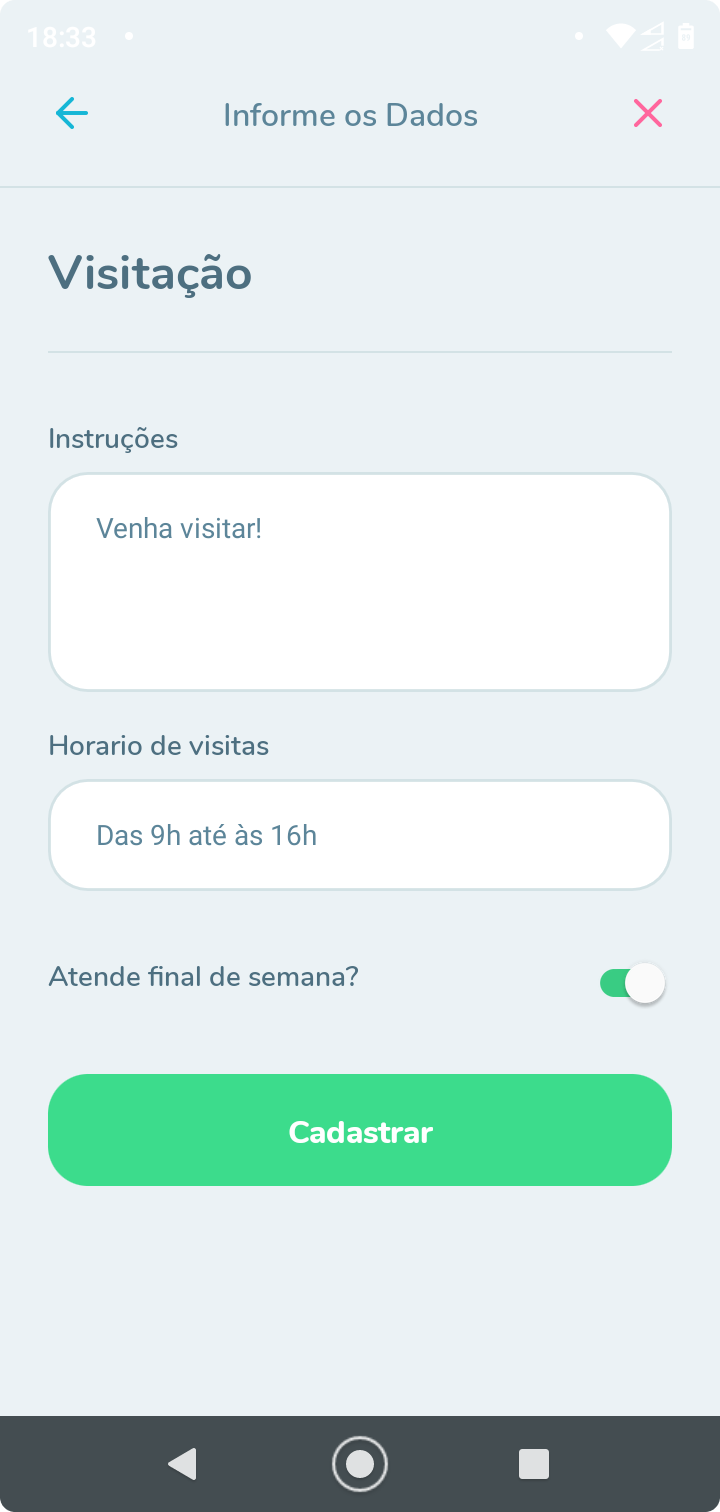 18:33
Informe os Dados
Visitação
Instruções
Venha visitar!
Horario de visitas
Das 9h até às 16h
Atende final de semana?
Cadastrar